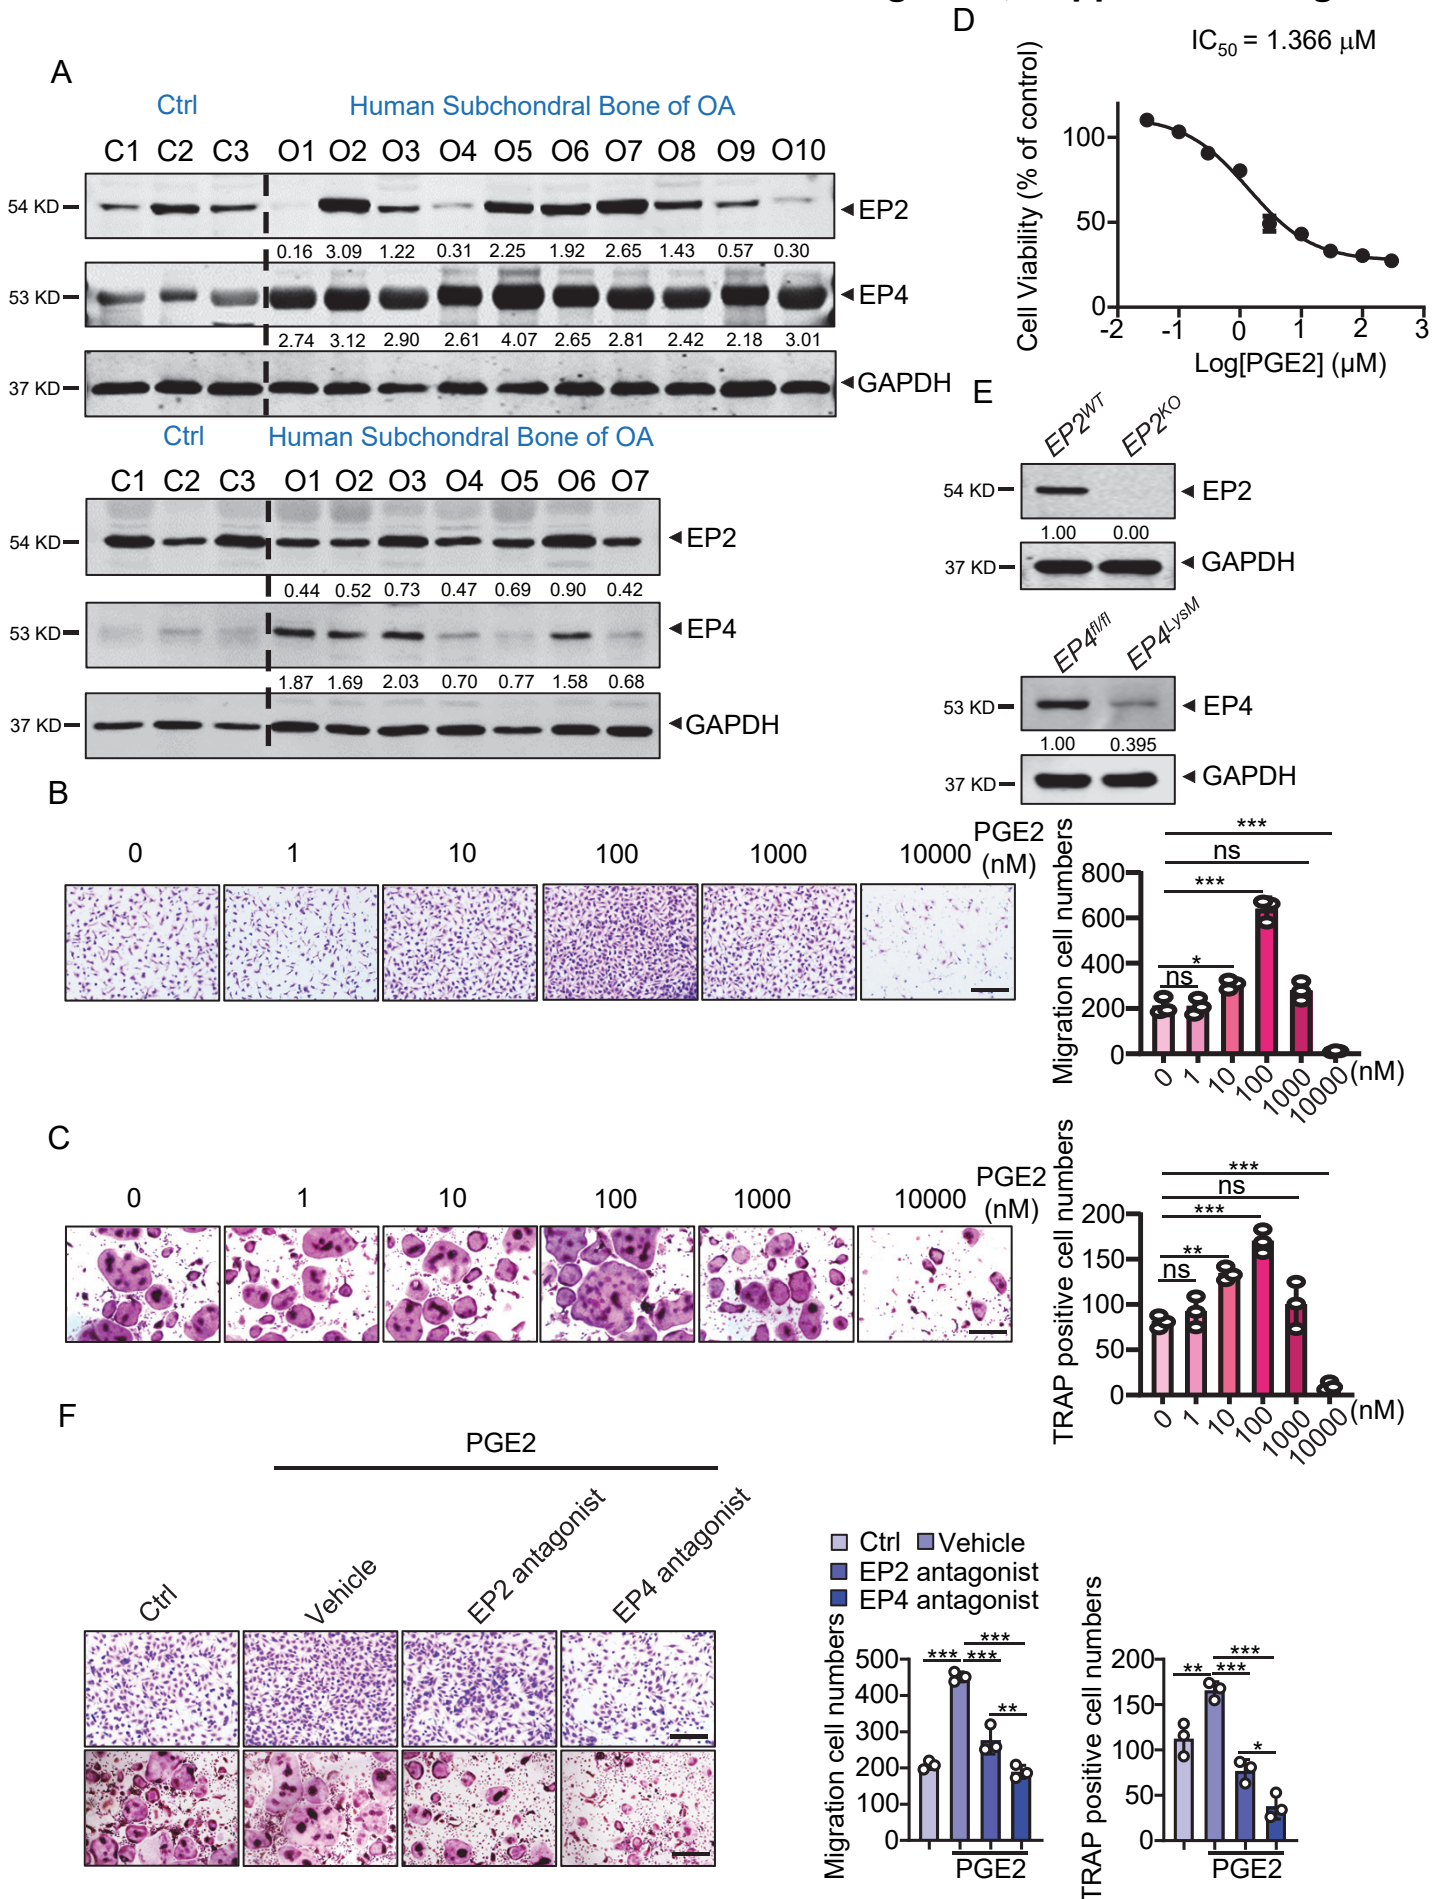 A
Ctrl Human Subchondral Bone of OA
C1 C2 C3 O1 O2 O3 O4 O5 O6 O7 O8 O9 O10
54 KD EP2
0.16 3.09 1.22 0.31 2.25 1.92 2.65 1.43 0.57 0.30
53 KD EP4
2.74 3.12 2.90 2.61 4.07 2.65 2.81 2.42 2.18 3.01
37 KD GAPDH
Ctrl Human Subchondral Bone of OA
C1 C2 C3 O1 O2 O3 O4 O5 O6 O7
54 KD EP2
0.44 0.52 0.73 0.47 0.69 0.90 0.42
53 KD EP4
1.87 1.69 2.03 0.70 0.77 1.58 0.68
37 KD GAPDH
D
IC50 = 1.366 μM
Cell Viability (% of control)
100
50
0
-2 -1 0 1 2 3
Log[PGE2] (μM)
E
EP2WT EP2KO
54 KD EP2
1.00 0.00
37 KD GAPDH
EP4fl/fl EP4LysM
53 KD EP4
1.00 0.395
37 KD GAPDH
B
0 1 10 100 1000 10000 PGE2 (nM)
Migration cell numbers
800
600
400
200
0
***
ns
***
*
ns
0 1 10 100 1000 10000 (nM)
C
0 1 10 100 1000 10000 PGE2 (nM)
TRAP positive cell numbers
200
150
100
50
0
***
ns
***
**
ns
0 1 10 100 1000 10000 (nM)
F
PGE2
Ctrl Vehicle EP2 antagonist EP4 antagonist
Ctrl Vehicle
EP2 antagonist
EP4 antagonist
Migration cell numbers
500
400
300
200
100
0
***
*** ***
**
PGE2
TRAP positive cell numbers
200
150
100
50
0
***
** ***
*
PGE2